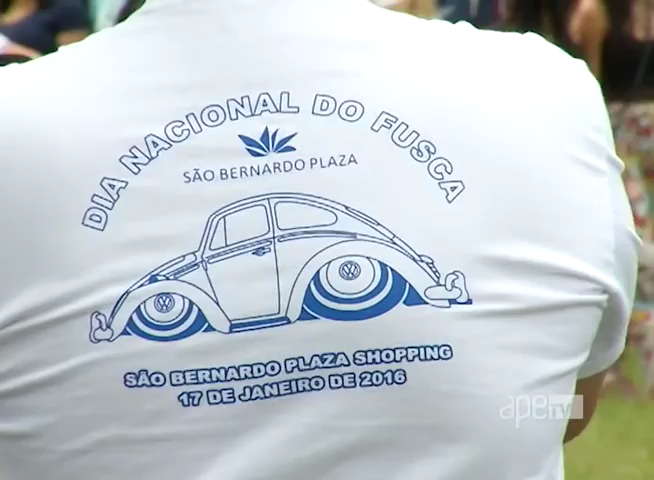 DIA NACIONAL DO FUSCA
SÃO BERNARDO PLAZA
SÃO BERNARDO PLAZA SHOPPING
17 DE JANEIRO DE 2016
apeTV